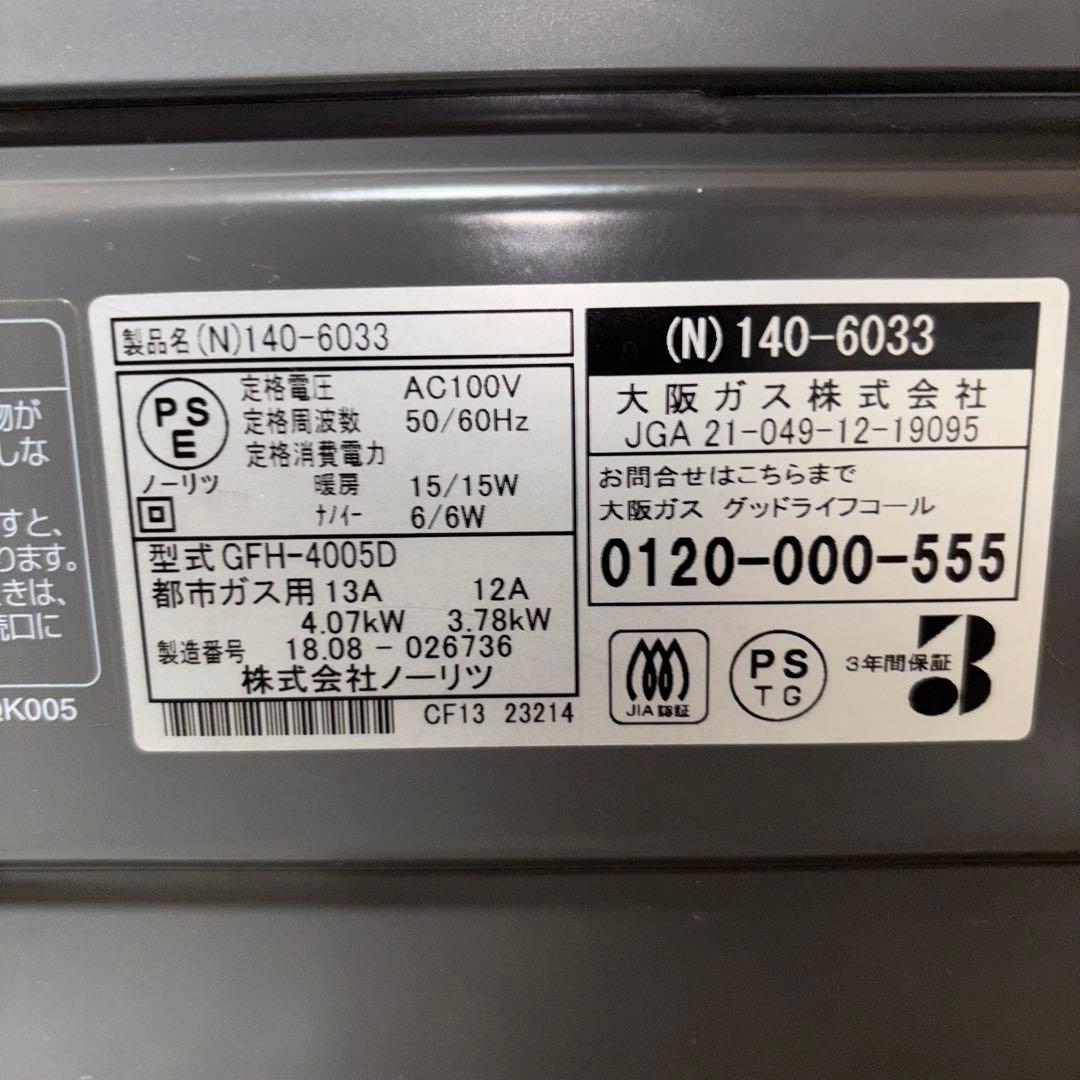 製品名(N)140-6033
PS
E
定格電圧 AC100V
定格周波数 50/60Hz
定格消費電力
ノーリツ 暖房 15/15W
ナノイー 6/6W
型式 GFH-4005D
都市ガス用 13A 12A
4.07kW 3.78kW
製造番号 18.08-026736
株式会社ノーリツ
CF13 23214
(N) 140-6033
大阪ガス株式会社
JGA 21-049-12-19095
お問合せはこちらまで
大阪ガス グッドライフコール
0120-000-555
JIA認証
PS
TG
3年間保証
3
物が
しな
すと、
ります。
きは、
続口に
QK005